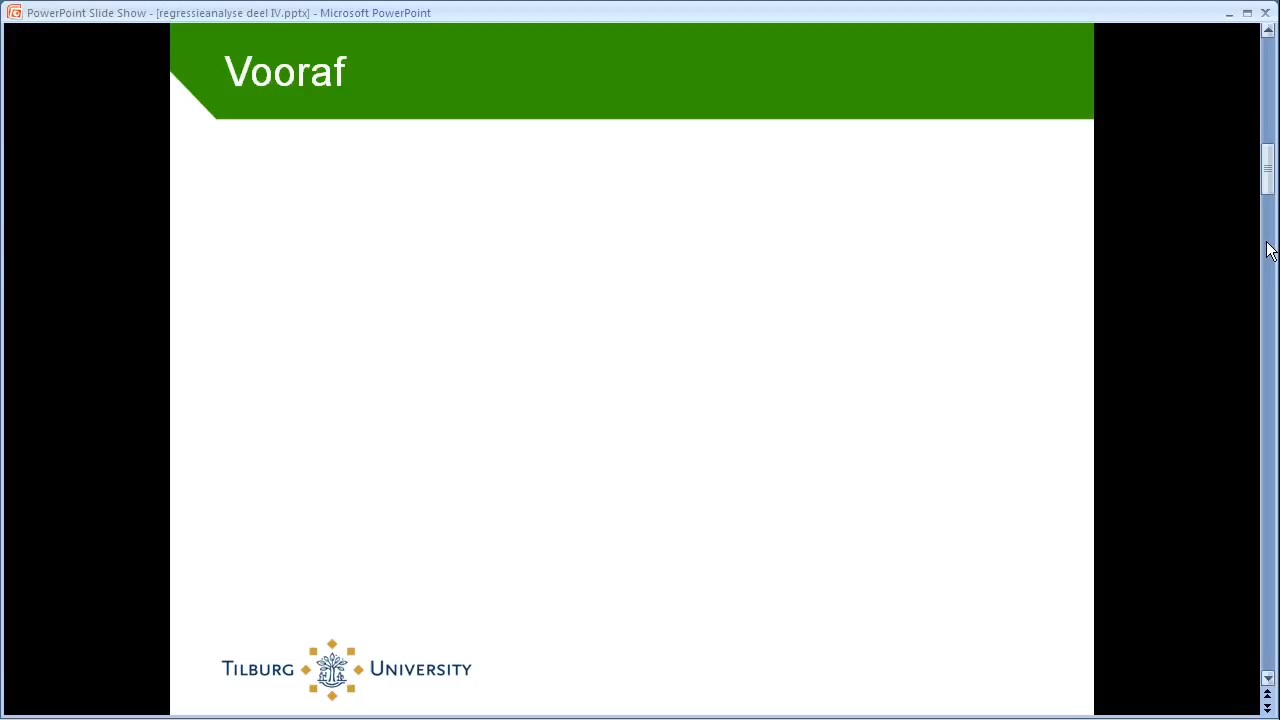 PowerPoint Slide Show - [regressieanalyse deel IV.pptx] - Microsoft PowerPoint
Vooraf
TILBURG UNIVERSITY